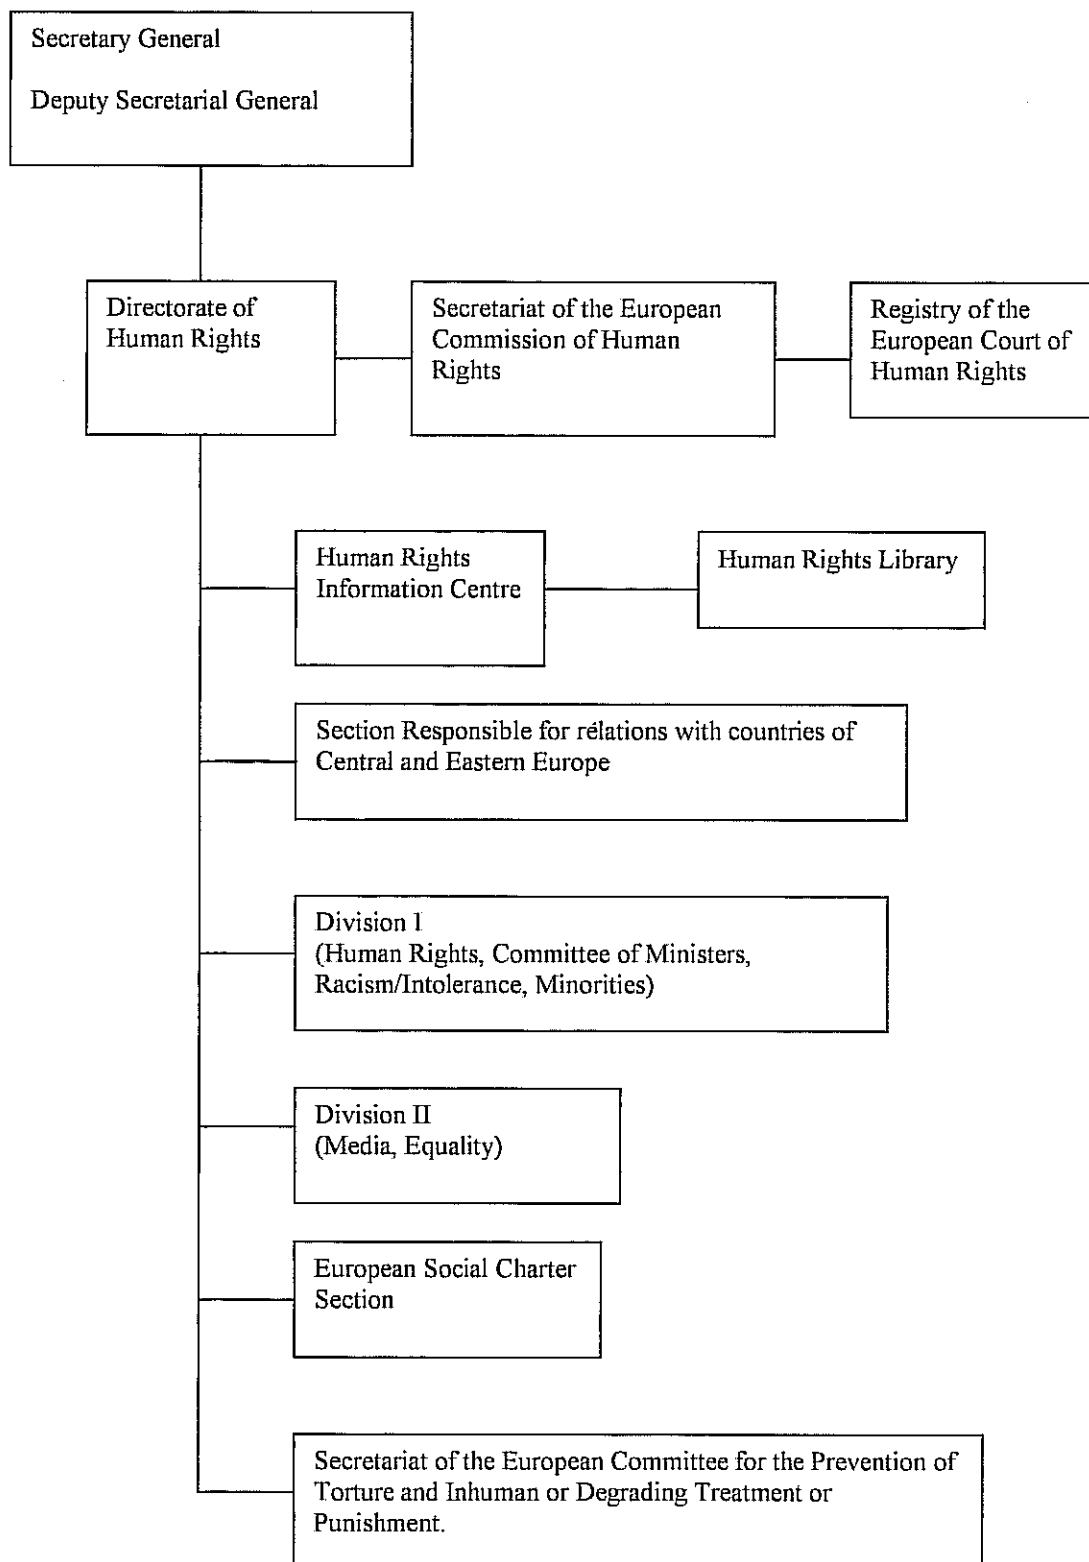 Secretary General
Deputy Secretarial General
Directorate of
Human Rights
Secretariat of the European
Commission of Human
Rights
Registry of the
European Court of
Human Rights
Human Rights
Information Centre
Human Rights Library
Section Responsible for relations with countries of
Central and Eastern Europe
Division I
(Human Rights, Committee of Ministers,
Racism/Intolerance, Minorities)
Division II
(Media, Equality)
European Social Charter
Section
Secretariat of the European Committee for the Prevention of
Torture and Inhuman or Degrading Treatment or
Punishment.